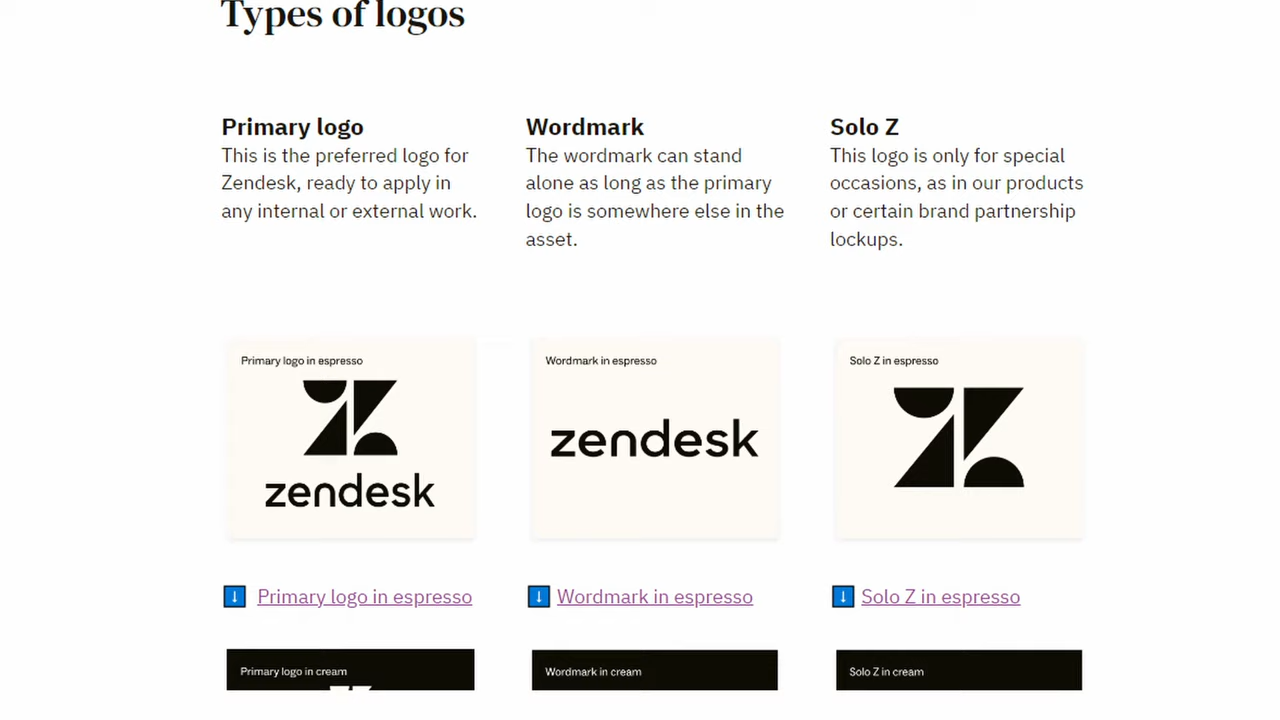 Types of logos
Primary logo
This is the preferred logo for
Zendesk, ready to apply in
any internal or external work.
Wordmark
The wordmark can stand
alone as long as the primary
logo is somewhere else in the
asset.
Solo Z
This logo is only for special
occasions, as in our products
or certain brand partnership
lockups.
Primary logo in espresso
zendesk
Wordmark in espresso
zendesk
Solo Z in espresso
Primary logo in espresso
Wordmark in espresso
Solo Z in espresso
Primary logo in cream
Wordmark in cream
Solo Z in cream